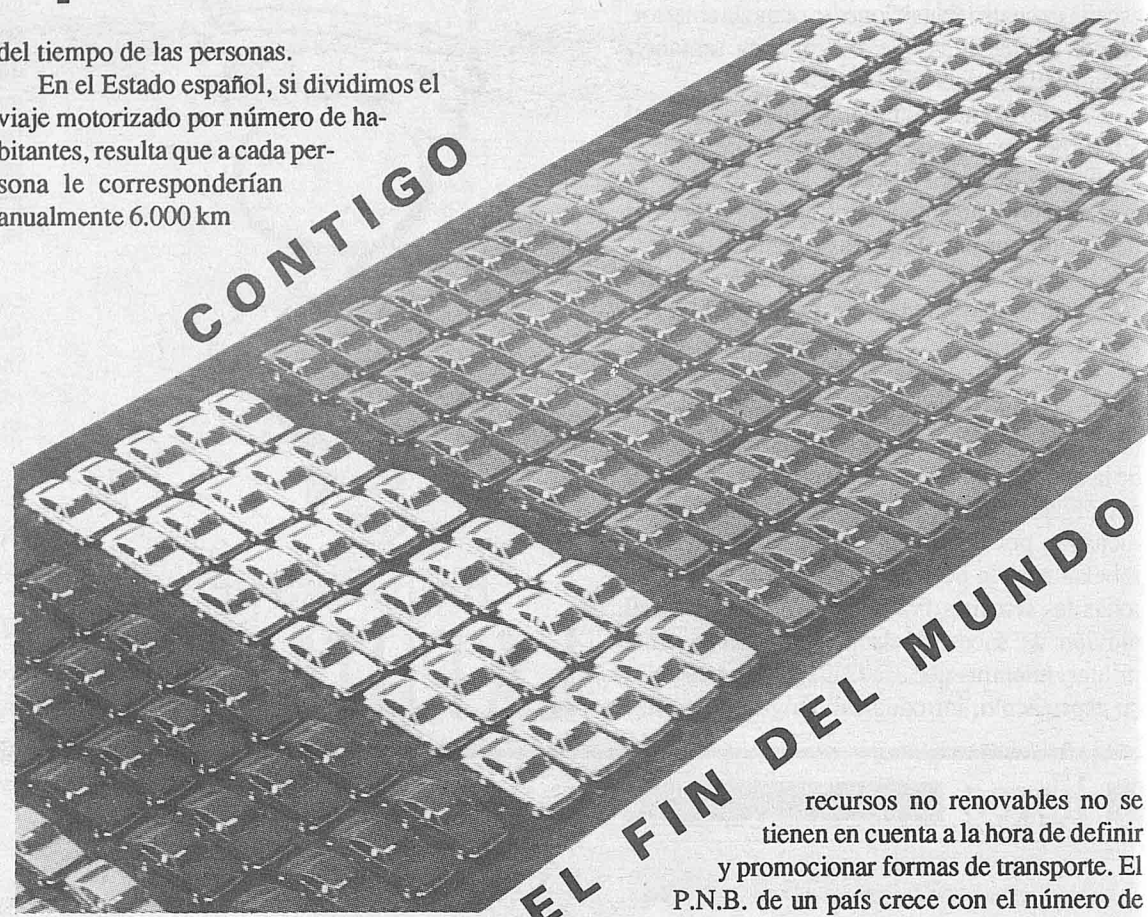 del tiempo de las personas.
En el Estado español, si dividimos el
viaje motorizado por número de ha-
bitantes, resulta que a cada per-
sona le corresponderían
anualmente 6.000 km
CONTIGO
EL FIN DEL MUNDO
recursos no renovables no se
tienen en cuenta a la hora de definir
y promocionar formas de transporte. El
P.N.B. de un país crece con el número de